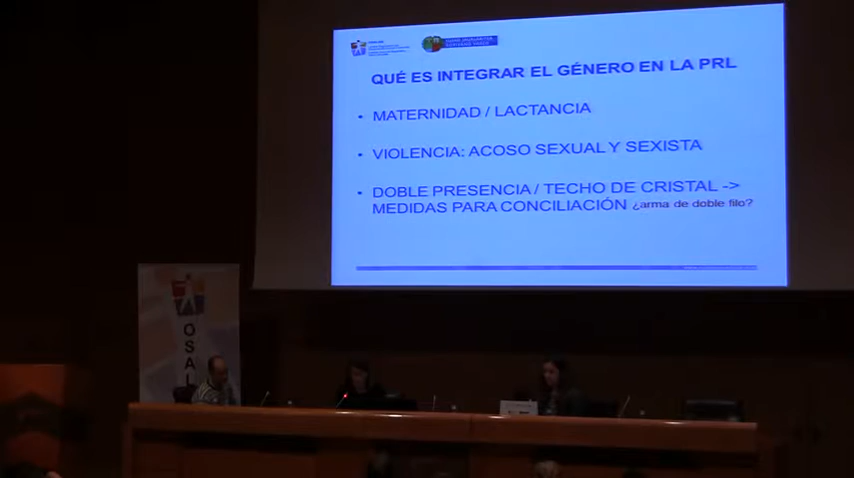 QUÉ ES INTEGRAR EL GÉNERO EN LA PRL
• MATERNIDAD / LACTANCIA
• VIOLENCIA: ACOSO SEXUAL Y SEXISTA
• DOBLE PRESENCIA / TECHO DE CRISTAL ->
MEDIDAS PARA CONCILIACIÓN ¿arma de doble filo?
OSAL